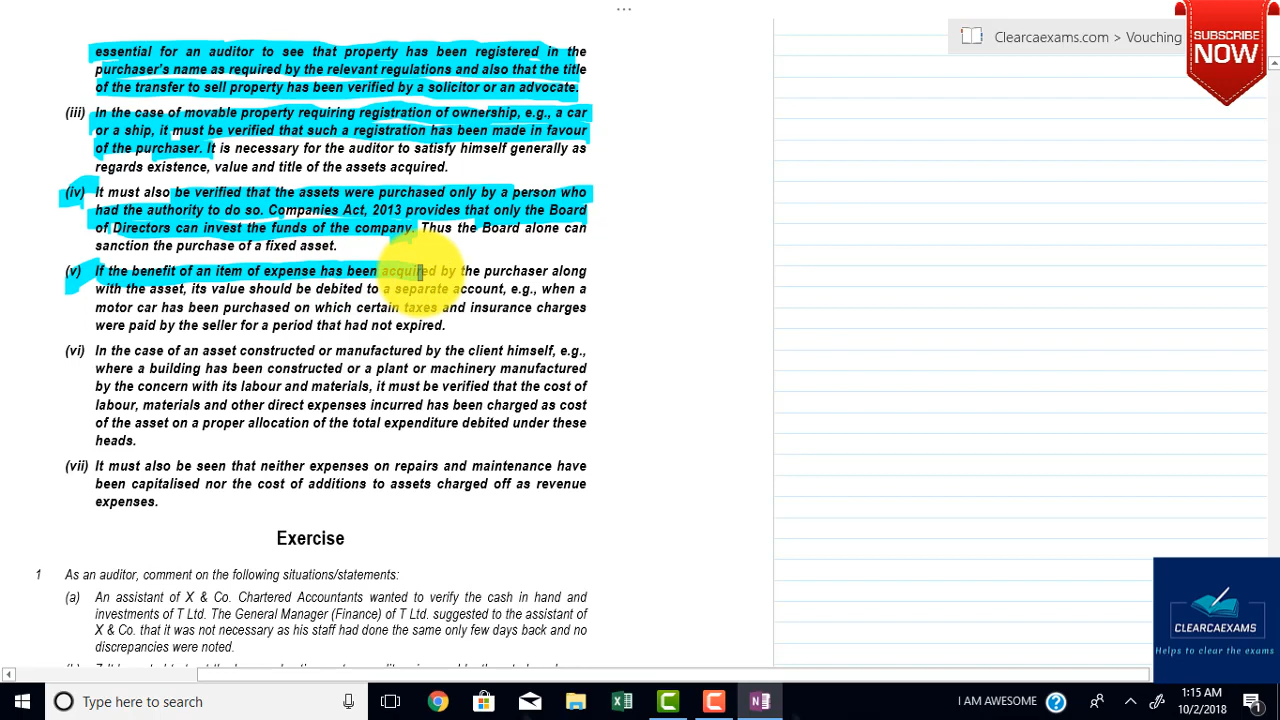 Clearcaexams.com > Vouching
SUBSCRIBE
NOW
essential for an auditor to see that property has been registered in the
purchaser's name as required by the relevant regulations and also that the title
of the transfer to sell property has been verified by a solicitor or an advocate.
(iii) In the case of movable property requiring registration of ownership, e.g., a car
or a ship, it must be verified that such a registration has been made in favour
of the purchaser. It is necessary for the auditor to satisfy himself generally as
regards existence, value and title of the assets acquired.
(iv) It must also be verified that the assets were purchased only by a person who
had the authority to do so. Companies Act, 2013 provides that only the Board
of Directors can invest the funds of the company. Thus the Board alone can
sanction the purchase of a fixed asset.
(v) If the benefit of an item of expense has been acquired by the purchaser along
with the asset, its value should be debited to a separate account, e.g., when a
motor car has been purchased on which certain taxes and insurance charges
were paid by the seller for a period that had not expired.
(vi) In the case of an asset constructed or manufactured by the client himself, e.g.,
where a building has been constructed or a plant or machinery manufactured
by the concern with its labour and materials, it must be verified that the cost of
labour, materials and other direct expenses incurred has been charged as cost
of the asset on a proper allocation of the total expenditure debited under these
heads.
(vii) It must also be seen that neither expenses on repairs and maintenance have
been capitalised nor the cost of additions to assets charged off as revenue
expenses.
Exercise
1 As an auditor, comment on the following situations/statements:
(a) An assistant of X & Co. Chartered Accountants wanted to verify the cash in hand and
investments of T Ltd. The General Manager (Finance) of T Ltd. suggested to the assistant of
X & Co. that it was not necessary as his staff had done the same only few days back and no
discrepancies were noted.
CLEARCAEXAMS
Helps to clear the exams
Type here to search
I AM AWESOME
1:15 AM
10/2/2018
1